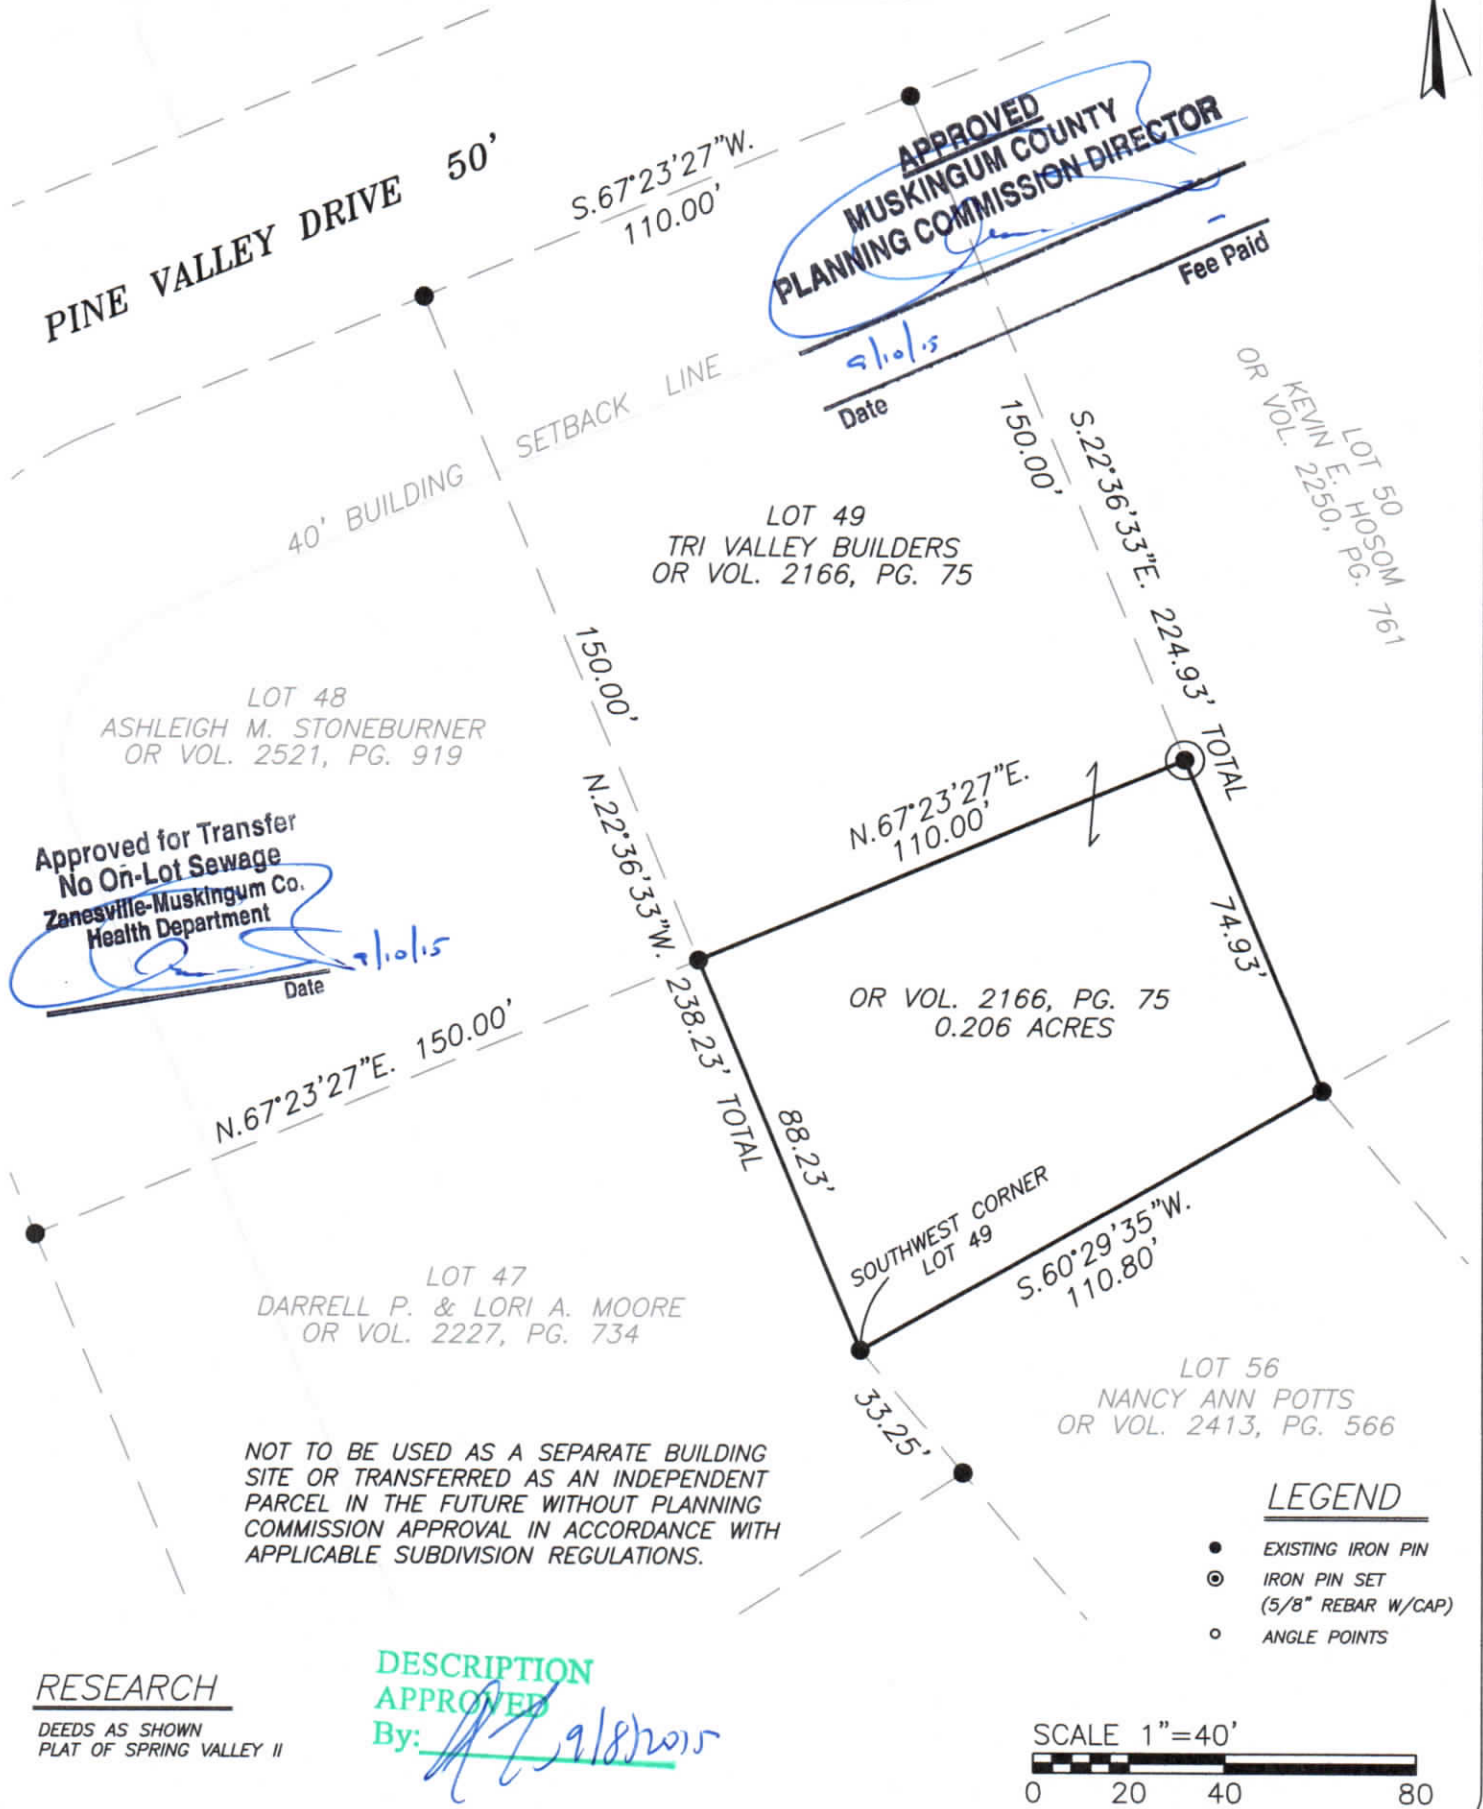 PINE VALLEY DRIVE 50'
S.67°23'27"W.
110.00'
APPROVED
MUSKINGUM COUNTY
PLANNING COMMISSION DIRECTOR
9/10/15
Date
Fee Paid
40' BUILDING SETBACK LINE
150.00'
S.22°36'33"E. 224.93' TOTAL
LOT 50
KEVIN E. HOSOM
OR VOL. 2250, PG. 761
LOT 49
TRI VALLEY BUILDERS
OR VOL. 2166, PG. 75
150.00'
N.22°36'33"W. 238.23' TOTAL
LOT 48
ASHLEIGH M. STONEBURNER
OR VOL. 2521, PG. 919
Approved for Transfer
No On-Lot Sewage
Zanesville-Muskingum Co.
Health Department
9/10/15
Date
N.67°23'27"E.
110.00'
74.93'
OR VOL. 2166, PG. 75
0.206 ACRES
N.67°23'27"E. 150.00'
88.23'
SOUTHWEST CORNER
LOT 49
S.60°29'35"W.
110.80'
LOT 47
DARRELL P. & LORI A. MOORE
OR VOL. 2227, PG. 734
33.25'
LOT 56
NANCY ANN POTTS
OR VOL. 2413, PG. 566
NOT TO BE USED AS A SEPARATE BUILDING
SITE OR TRANSFERRED AS AN INDEPENDENT
PARCEL IN THE FUTURE WITHOUT PLANNING
COMMISSION APPROVAL IN ACCORDANCE WITH
APPLICABLE SUBDIVISION REGULATIONS.
LEGEND
EXISTING IRON PIN
IRON PIN SET
(5/8" REBAR W/CAP)
ANGLE POINTS
RESEARCH
DEEDS AS SHOWN
PLAT OF SPRING VALLEY II
DESCRIPTION
APPROVED
By: 9/8/2015
SCALE 1"=40'
0 20 40 80